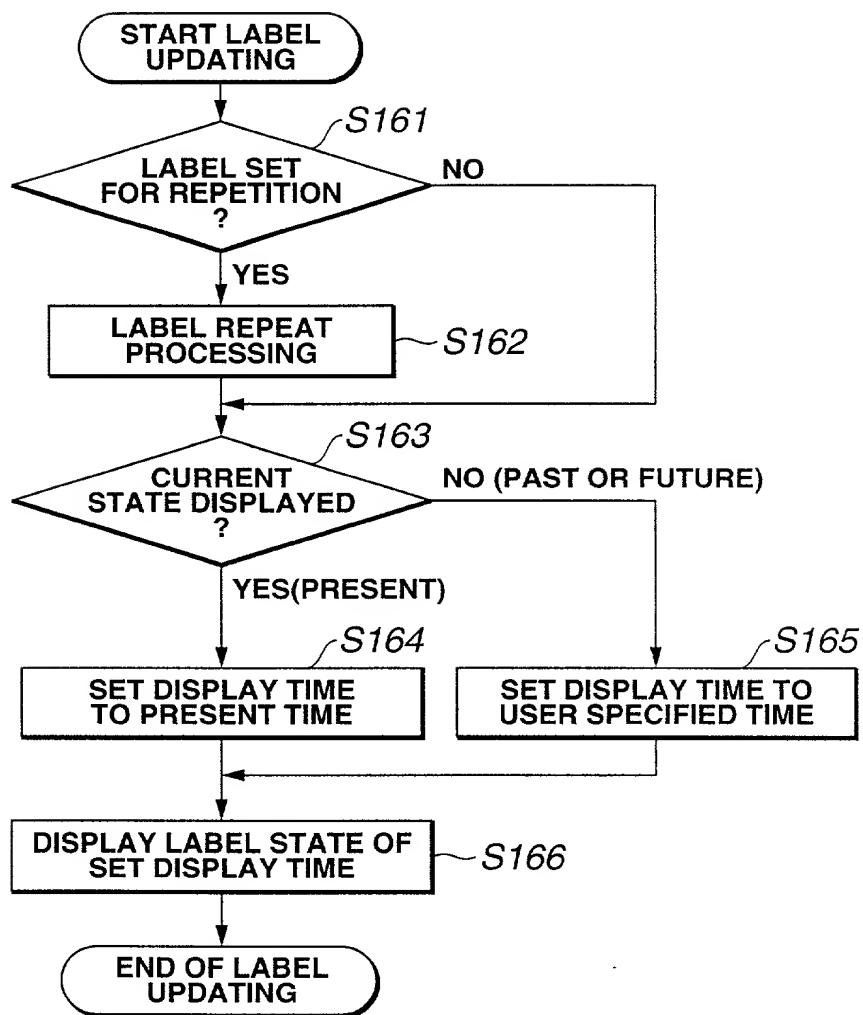 START LABEL
UPDATING
S161
LABEL SET
FOR REPETITION
?
NO
YES
LABEL REPEAT
PROCESSING
S162
S163
CURRENT
STATE DISPLAYED
?
NO (PAST OR FUTURE)
YES(PRESENT)
S164
SET DISPLAY TIME
TO PRESENT TIME
S165
SET DISPLAY TIME TO
USER SPECIFIED TIME
DISPLAY LABEL STATE OF
SET DISPLAY TIME
S166
END OF LABEL
UPDATING